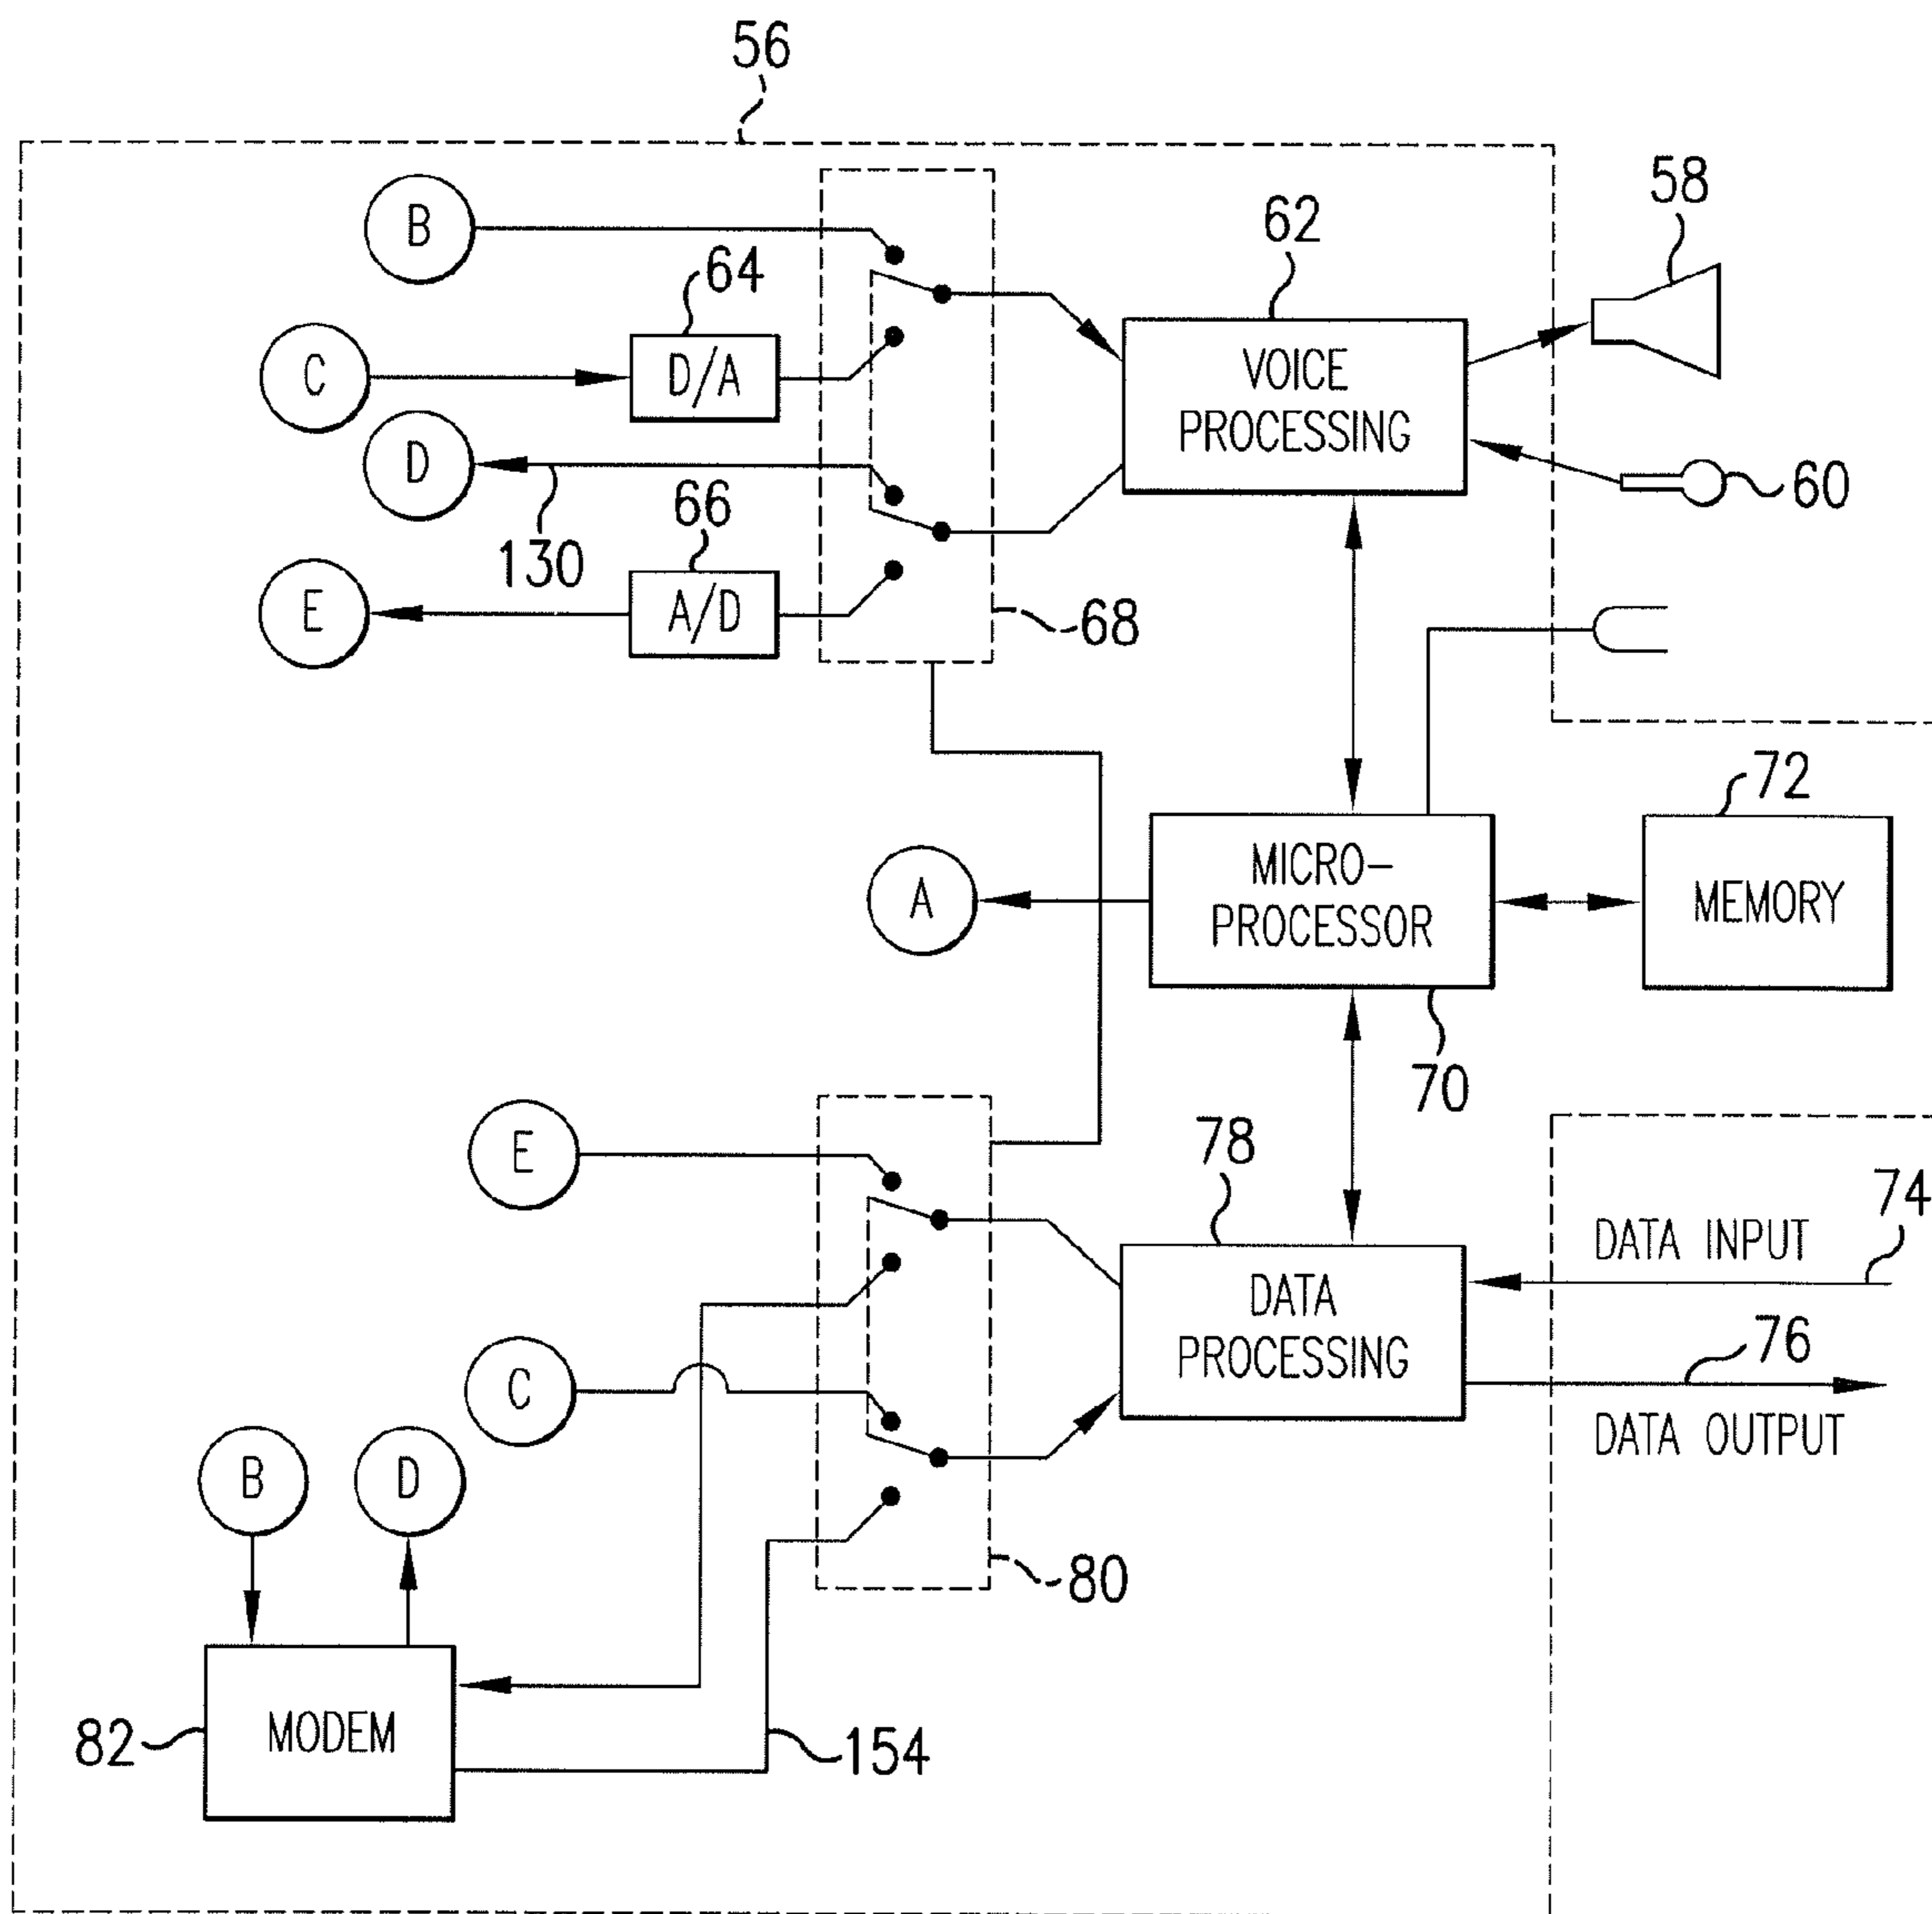 56
B
64
62
58
C
D/A
VOICE
PROCESSING
D
130
66
60
E
A/D
68
72
A
MICRO-
PROCESSOR
MEMORY
70
E
78
74
DATA INPUT
DATA
PROCESSING
76
C
DATA OUTPUT
B
D
80
82
MODEM
154